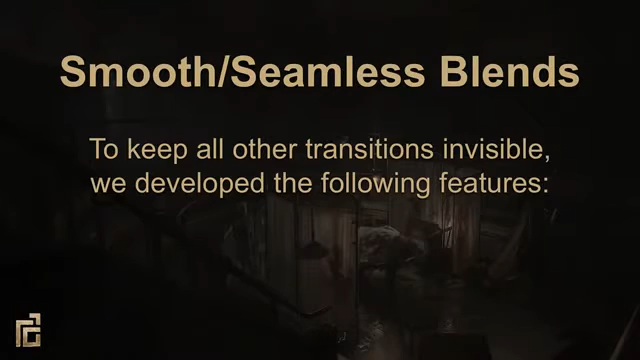 Smooth/Seamless Blends
To keep all other transitions invisible,
we developed the following features: